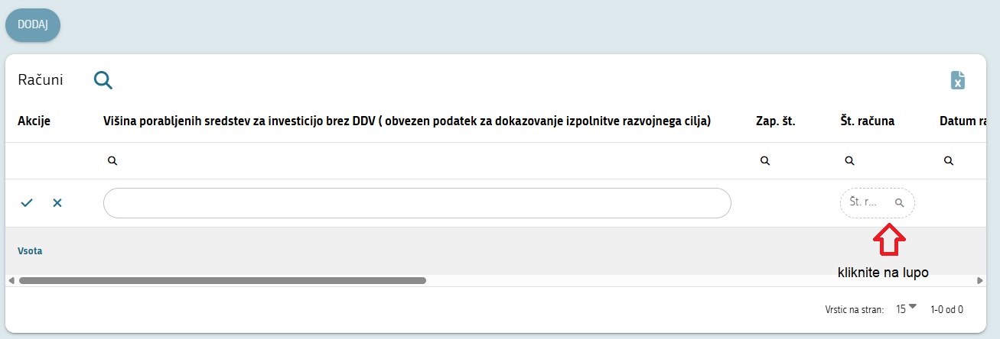 DODAJ
Računi
Akcije Višina porabljenih sredstev za investicijo brez DDV ( obvezen podatek za dokazovanje izpolnitve razvojnega cilja) Zap. št. Št. računa Datum ra
Št. r...
Vsota
kliknite na lupo
Vrstic na stran: 15 1-0 od 0